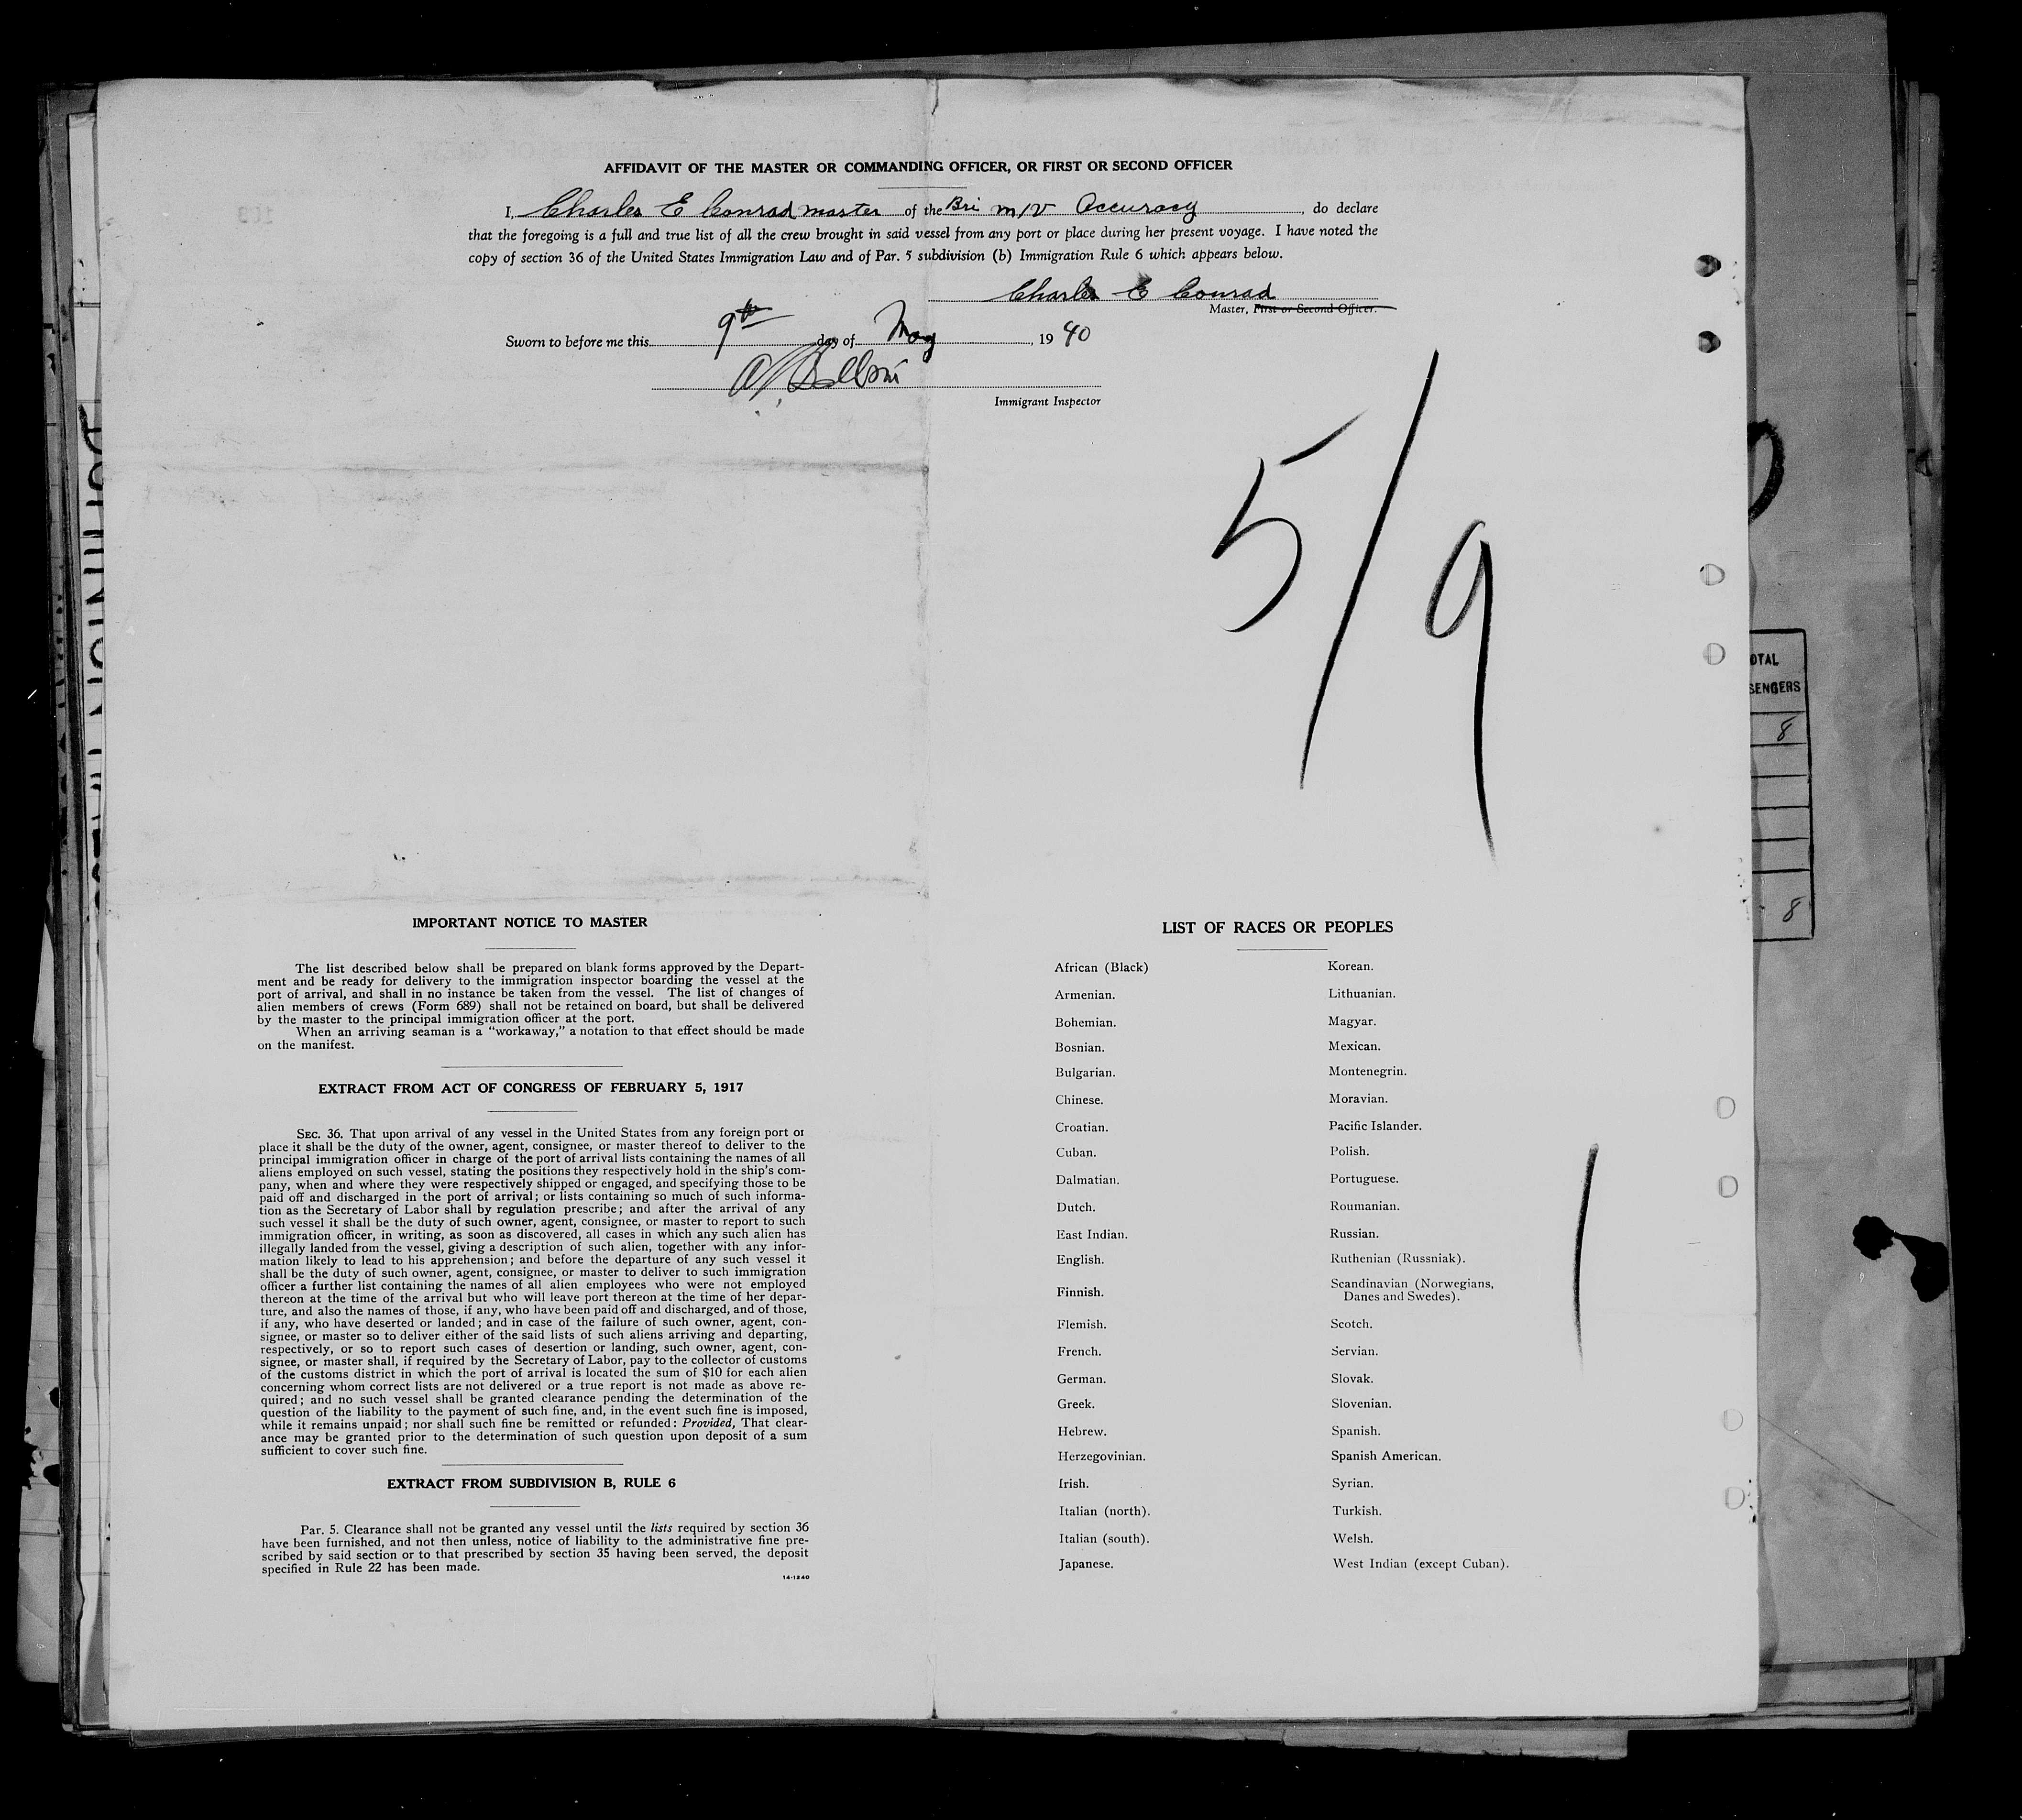 AFFIDAVIT OF THE MASTER OR COMMANDING OFFICER, OR FIRST OR SECOND OFFICER
I, Charles E Conrad master of the Bri m/v Accuracy, do declare
that the foregoing is a full and true list of all the crew brought in said vessel from any port or place during her present voyage. I have noted the
copy of section 36 of the United States Immigration Law and of Par. 5 subdivision (b) Immigration Rule 6 which appears below.
Charles E Conrad
Master, First or Second Officer.
Sworn to before me this 9th day of May, 1940
Immigrant Inspector
5/9
IMPORTANT NOTICE TO MASTER
The list described below shall be prepared on blank forms approved by the Depart-
ment and be ready for delivery to the immigration inspector boarding the vessel at the
port of arrival, and shall in no instance be taken from the vessel. The list of changes of
alien members of crews (Form 689) shall not be retained on board, but shall be delivered
by the master to the principal immigration officer at the port.
When an arriving seaman is a "workaway," a notation to that effect should be made
on the manifest.
EXTRACT FROM ACT OF CONGRESS OF FEBRUARY 5, 1917
SEC. 36. That upon arrival of any vessel in the United States from any foreign port or
place it shall be the duty of the owner, agent, consignee, or master thereof to deliver to the
principal immigration officer in charge of the port of arrival lists containing the names of all
aliens employed on such vessel, stating the positions they respectively hold in the ship's com-
pany, when and where they were respectively shipped or engaged, and specifying those to be
paid off and discharged in the port of arrival; or lists containing so much of such informa-
tion as the Secretary of Labor shall by regulation prescribe; and after the arrival of any
such vessel it shall be the duty of such owner, agent, consignee, or master to report to such
immigration officer, in writing, as soon as discovered, all cases in which any such alien has
illegally landed from the vessel, giving a description of such alien, together with any infor-
mation likely to lead to his apprehension; and before the departure of any such vessel it
shall be the duty of such owner, agent, consignee, or master to deliver to such immigration
officer a further list containing the names of all alien employees who were not employed
thereon at the time of the arrival but who will leave port thereon at the time of her depar-
ture, and also the names of those, if any, who have been paid off and discharged, and of those,
if any, who have deserted or landed; and in case of the failure of such owner, agent, con-
signee, or master so to deliver either of the said lists of such aliens arriving and departing,
respectively, or so to report such cases of desertion or landing, such owner, agent, con-
signee, or master shall, if required by the Secretary of Labor, pay to the collector of customs
of the customs district in which the port of arrival is located the sum of $10 for each alien
concerning whom correct lists are not delivered or a true report is not made as above re-
quired; and no such vessel shall be granted clearance pending the determination of the
question of the liability to the payment of such fine, and, in the event such fine is imposed,
while it remains unpaid; nor shall such fine be remitted or refunded: Provided, That clear-
ance may be granted prior to the determination of such question upon deposit of a sum
sufficient to cover such fine.
EXTRACT FROM SUBDIVISION B, RULE 6
Par. 5. Clearance shall not be granted any vessel until the lists required by section 36
have been furnished, and not then unless, notice of liability to the administrative fine pre-
scribed by said section or to that prescribed by section 35 having been served, the deposit
specified in Rule 22 has been made.
14-1240
LIST OF RACES OR PEOPLES
African (Black)
Armenian.
Bohemian.
Bosnian.
Bulgarian.
Chinese.
Croatian.
Cuban.
Dalmatian.
Dutch.
East Indian.
English.
Finnish.
Flemish.
French.
German.
Greek.
Hebrew.
Herzegovinian.
Irish.
Italian (north).
Italian (south).
Japanese.
Korean.
Lithuanian.
Magyar.
Mexican.
Montenegrin.
Moravian.
Pacific Islander.
Polish.
Portuguese.
Roumanian.
Russian.
Ruthenian (Russniak).
Scandinavian (Norwegians,
Danes and Swedes).
Scotch.
Servian.
Slovak.
Slovenian.
Spanish.
Spanish American.
Syrian.
Turkish.
Welsh.
West Indian (except Cuban).
OTAL
SENGERS
8
8